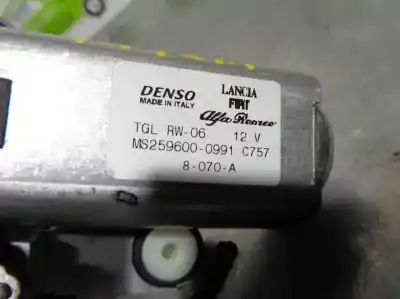 DENSO LANCIA
MADE IN ITALY FIAT
Alfa Romeo
TGL RW-06 12 V
MS259600-0991 C757
8-070-A